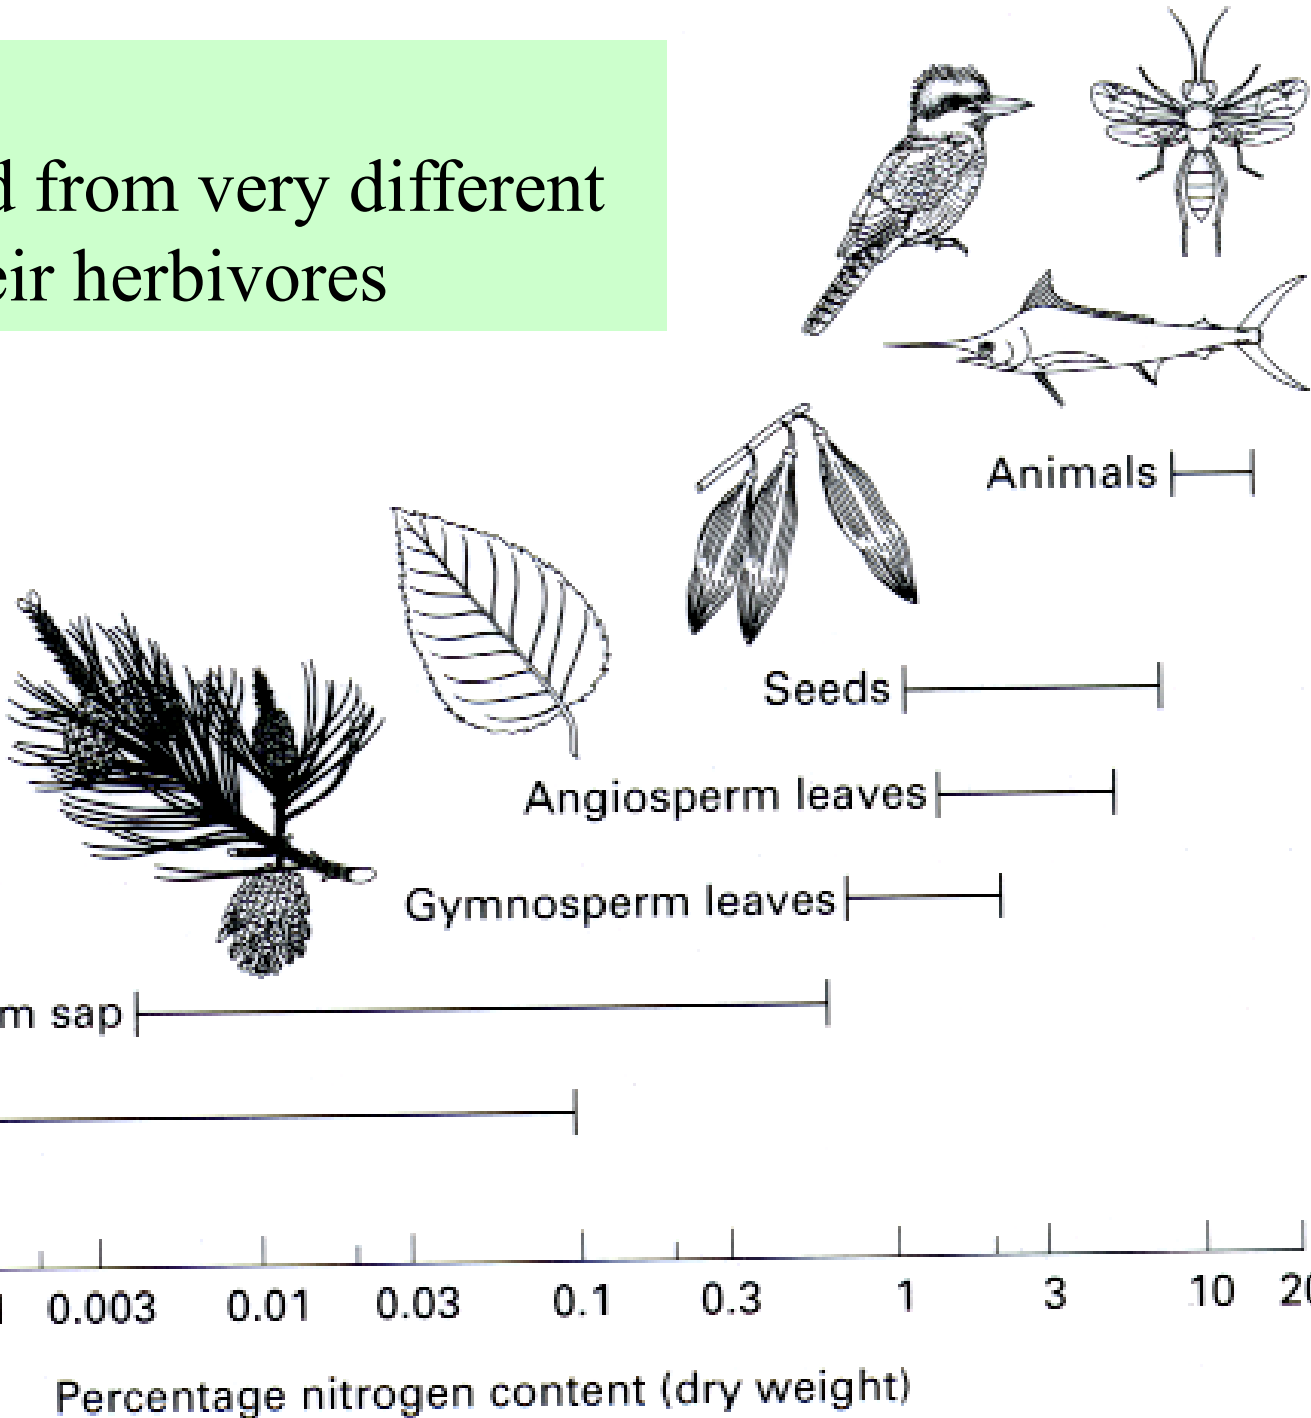 from very different
herbivores
Animals
Seeds
Angiosperm leaves
Gymnosperm leaves
sap
0.003 0.01 0.03 0.1 0.3 1 3 10
Percentage nitrogen content (dry weight)